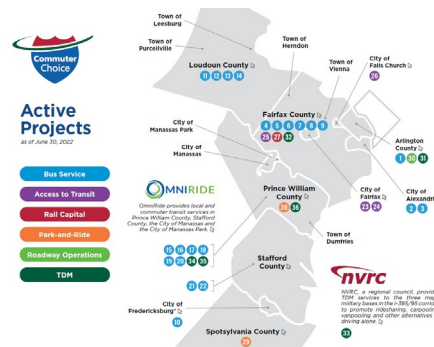 Commuter
Choice
Active
Projects
as of June 30, 2022
Bus Service
Access to Transit
Rail Capital
Park-and-Ride
Roadway Operations
TDM
Town of
Leesburg
Town of
Purcellville
Loudoun County
11 12 13 14
Town of
Herndon
Town of
Vienna
City of
Falls Church
26
Fairfax County
4 5 6 7 8 9
25 27 32
City of
Manassas Park
City of
Manassas
Arlington
County
1 30 31
City of
Fairfax
23 24
City of
Alexandri
2 3
OMNIRIDE
OmniRide provides local and
commuter transit services in
Prince William County, Stafford
County, the City of Manassas and
the City of Manassas Park.
Prince William
County
28 36
15 16 17 18
19 20 34 35
Town of
Dumfries
Stafford
County
21 22
City of
Fredericksburg*
10
Spotsylvania County
29
nvrc
NVRC, a regional council, provid
TDM services to the three maj
military bases in the I-395/95 corrido
to promote ridesharing, carpoolin
vanpooling and other alternatives
driving alone.
33